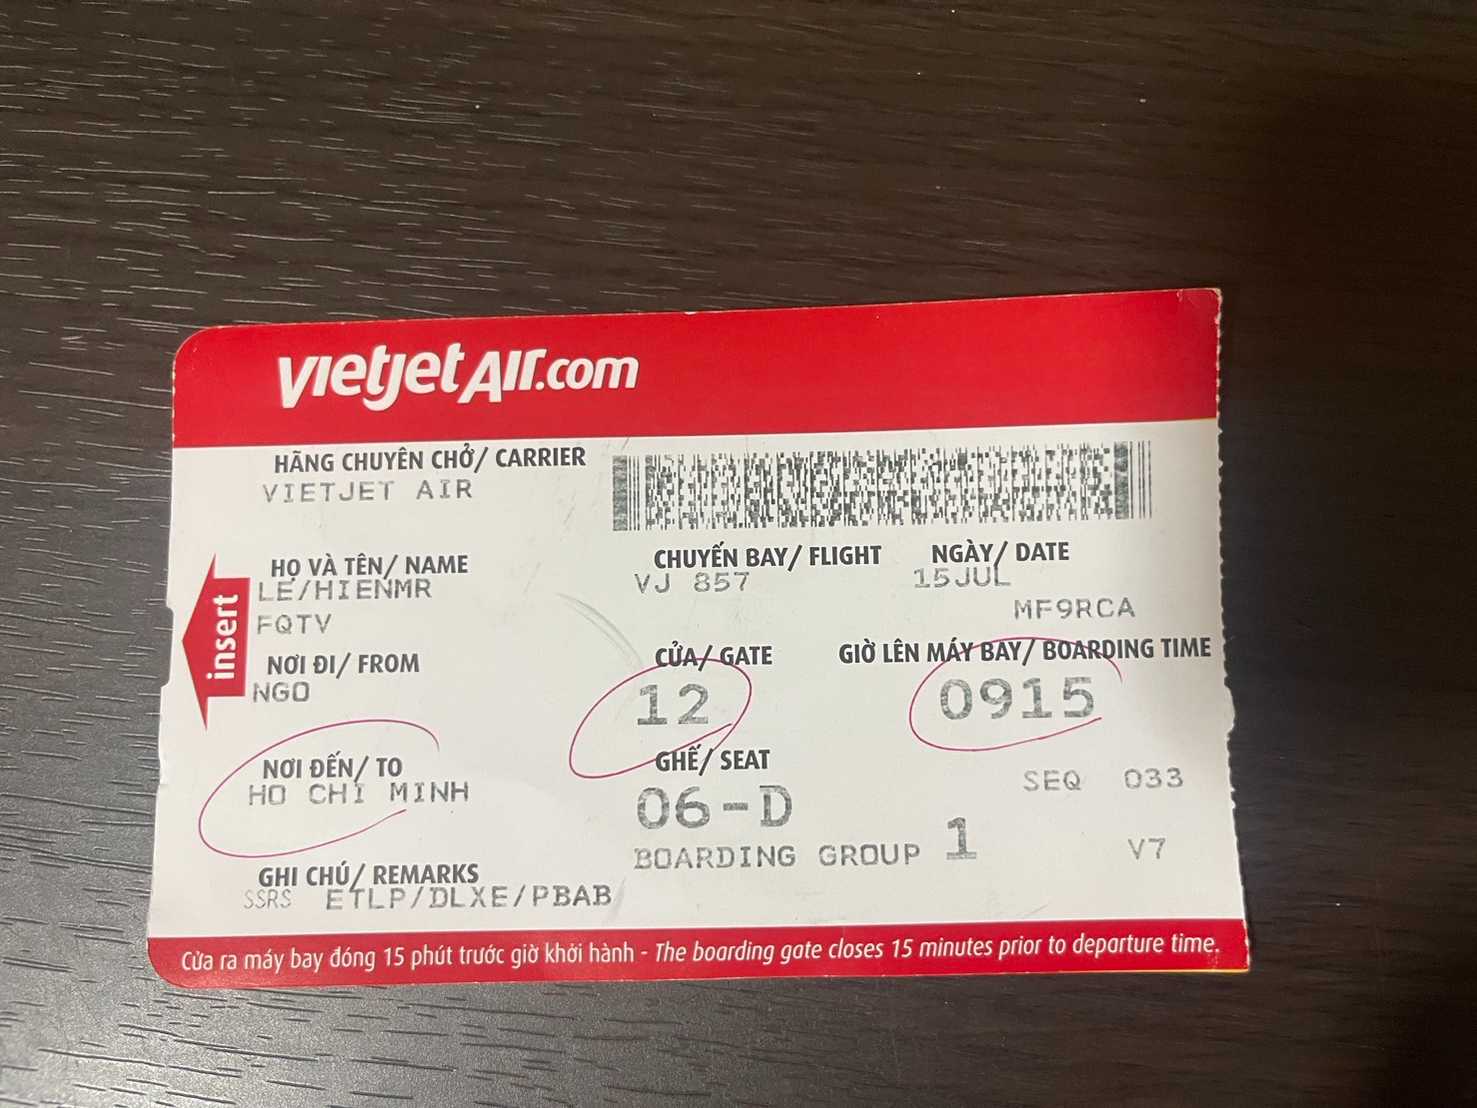 vietjetAir.com
HÃNG CHUYÊN CHỞ/ CARRIER
VIETJET AIR
HỌ VÀ TÊN/ NAME
LE/HIENMR
FQTV
CHUYẾN BAY/ FLIGHT
VJ 857
NGÀY/ DATE
15JUL
MF9RCA
insert
NƠI ĐI/ FROM
NGO
CỬA/ GATE
12
GIỜ LÊN MÁY BAY/ BOARDING TIME
0915
NƠI ĐẾN/ TO
HO CHI MINH
GHẾ/ SEAT
06-D
SEQ 033
BOARDING GROUP 1
V7
GHI CHÚ/ REMARKS
SSRS ETLP/DLXE/PBAB
Cửa ra máy bay đóng 15 phút trước giờ khởi hành - The boarding gate closes 15 minutes prior to departure time.